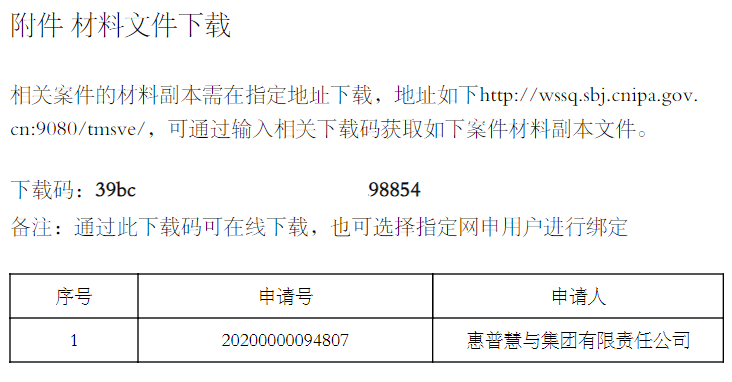 附件 材料文件下载
相关案件的材料副本需在指定地址下载，地址如下http://wssq.sbj.cnipa.gov.
cn:9080/tmsve/，可通过输入相关下载码获取如下案件材料副本文件。
下载码：39bc 98854
备注：通过此下载码可在线下载，也可选择指定网申用户进行绑定
序号 申请号 申请人
1 20200000094807 惠普慧与集团有限责任公司